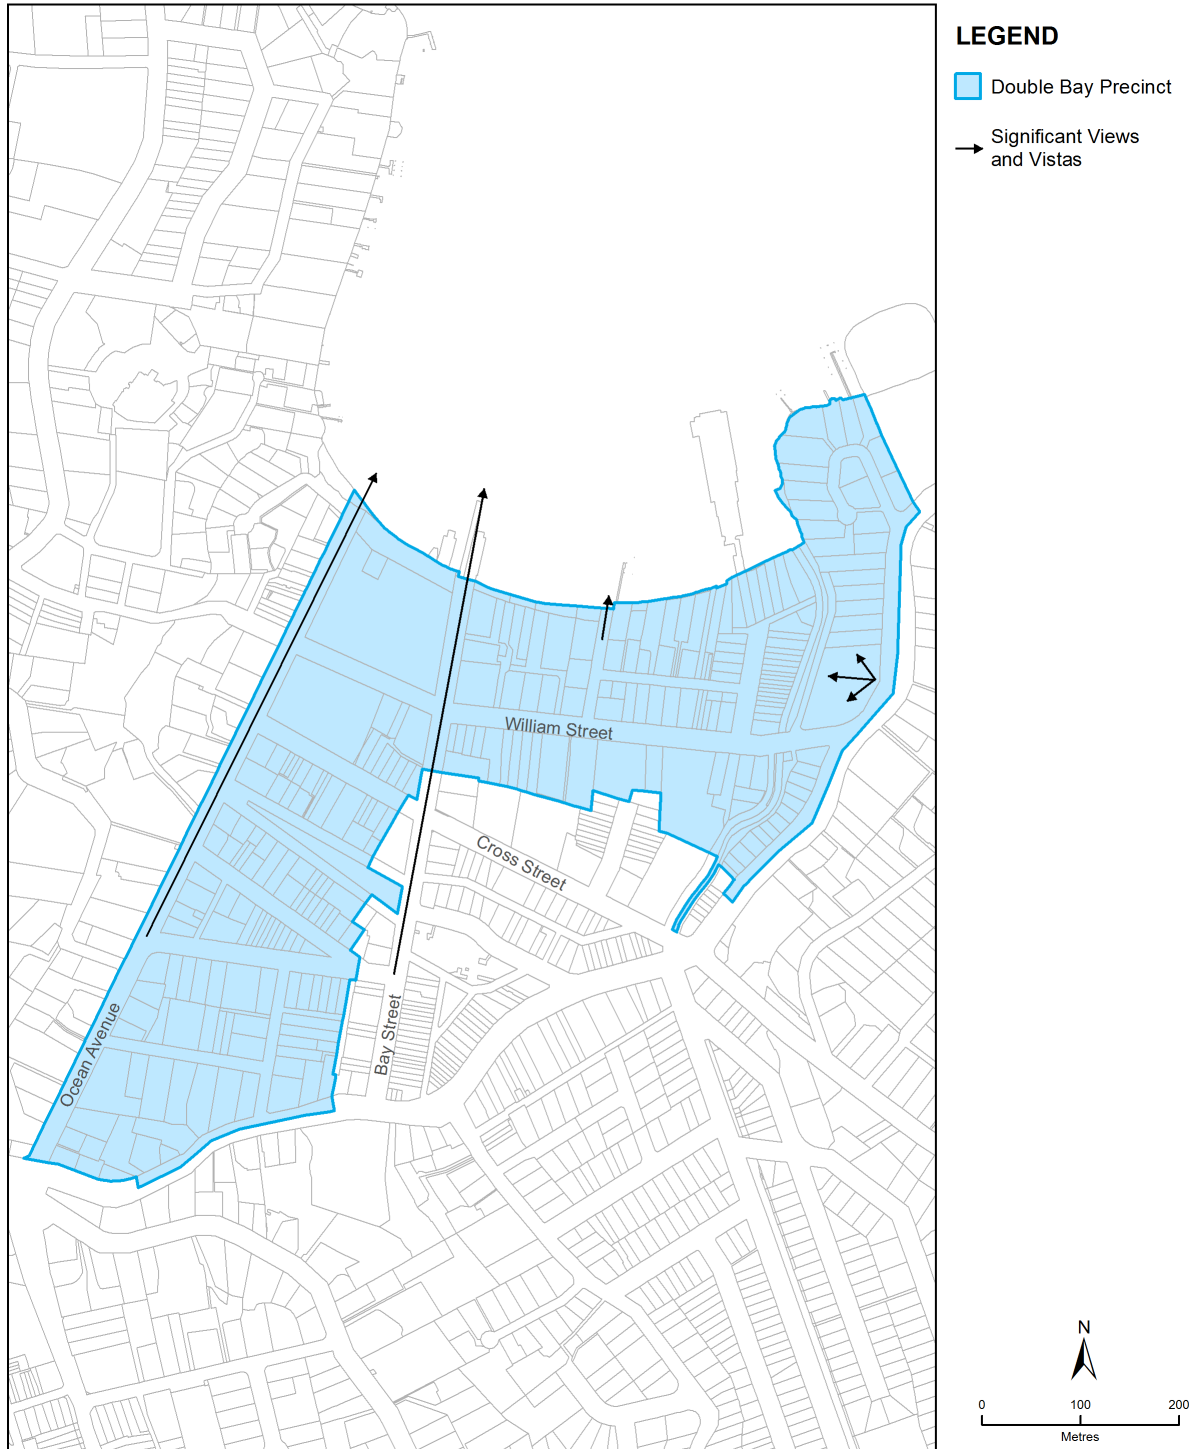 LEGEND
Double Bay Precinct
Significant Views
and Vistas
William Street
Cross Street
Bay Street
Ocean Avenue
N
0 100 200
Metres